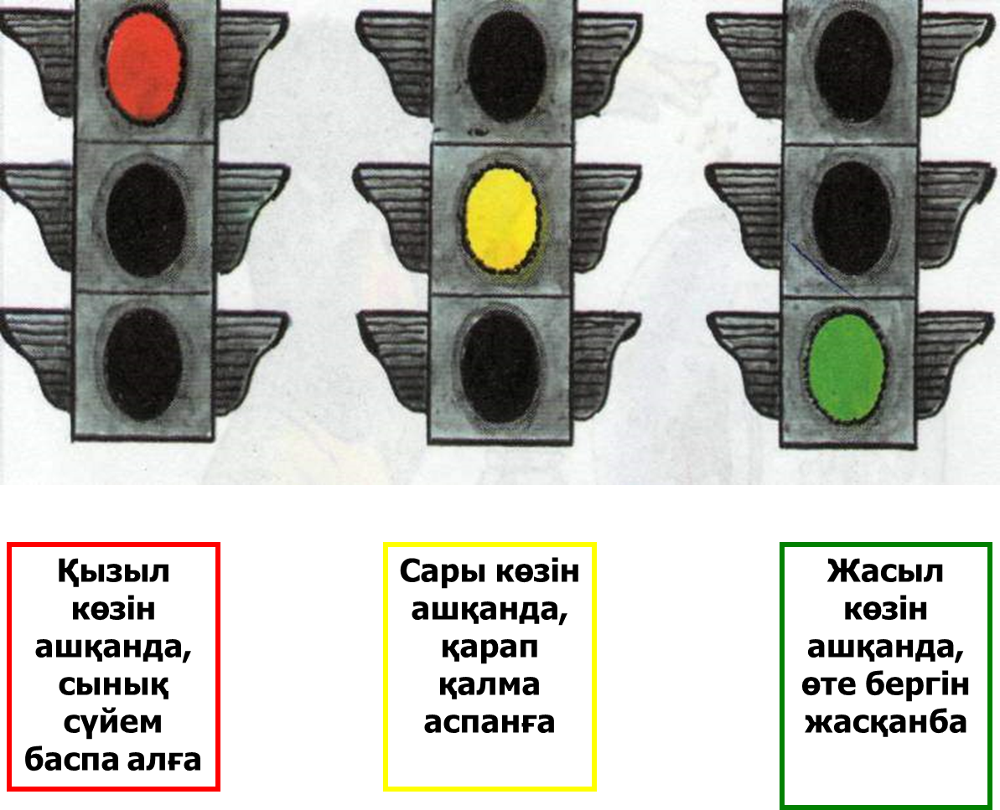 Қызыл
көзін
ашқанда,
сынық
сүйем
баспа алға
Сары көзін
ашқанда,
қарап
қалма
аспанға
Жасыл
көзін
ашқанда,
өте бергін
жасқанба